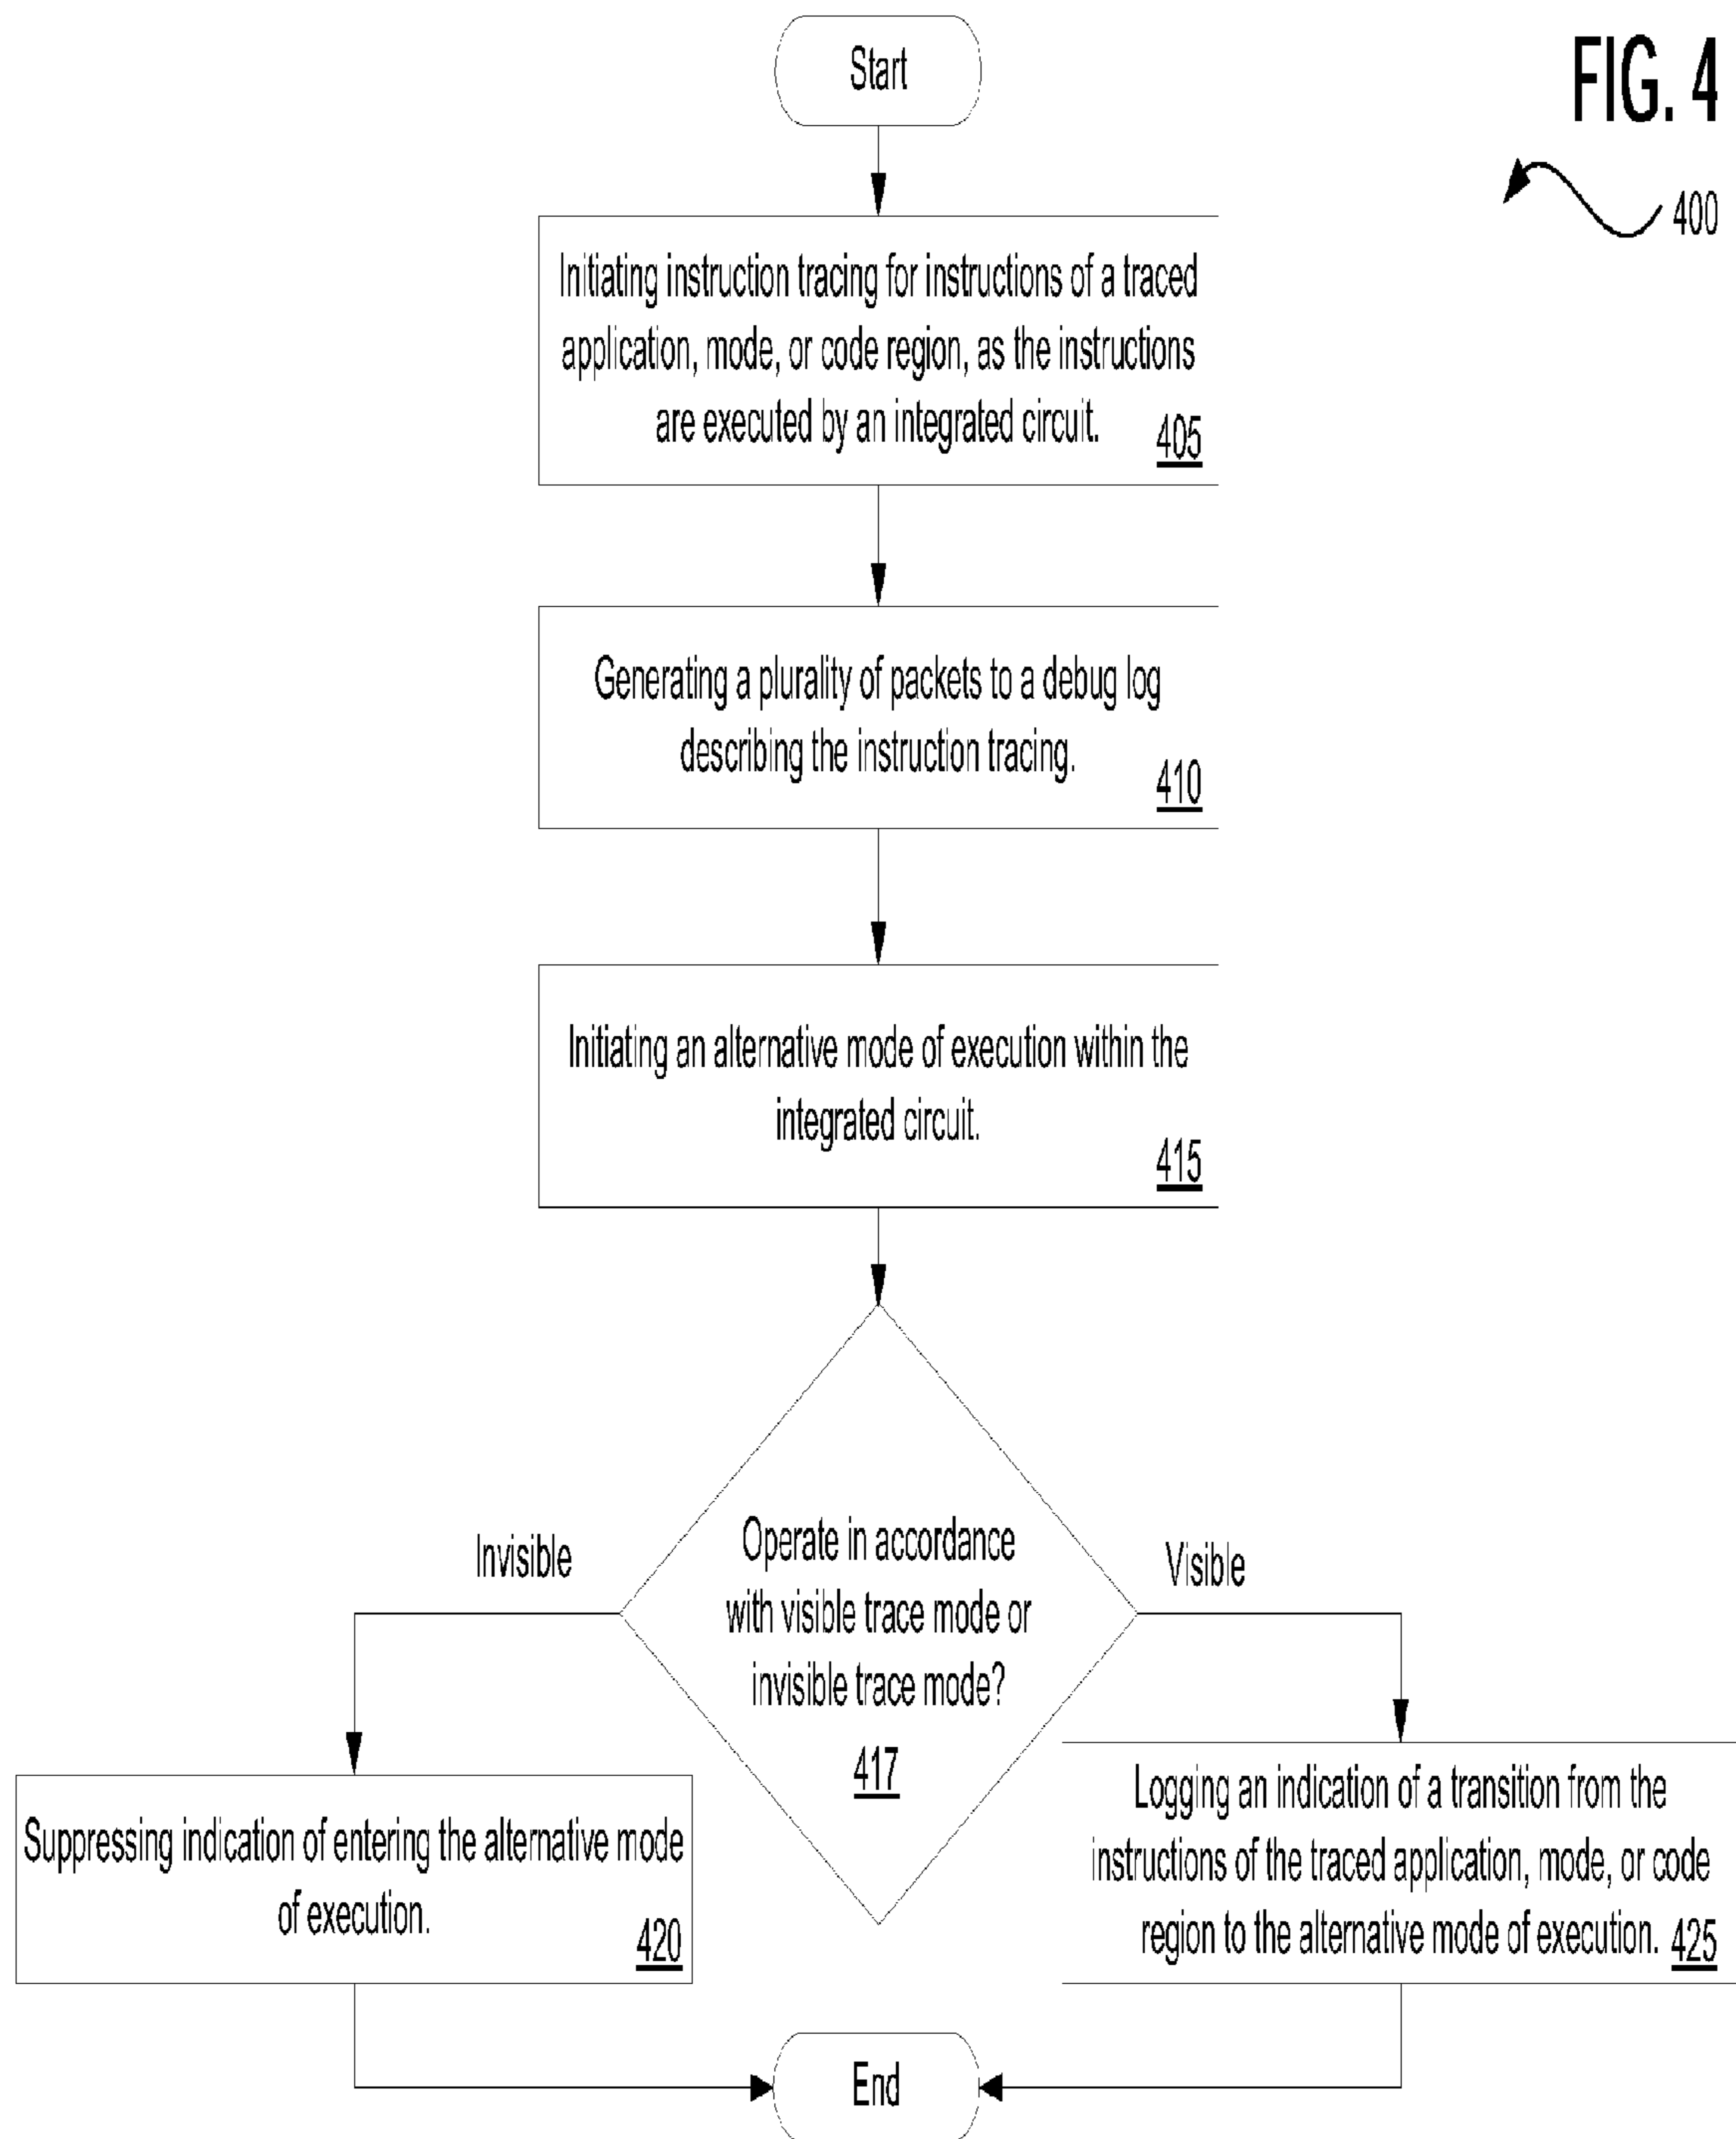 Start
FIG. 4
400
Initiating instruction tracing for instructions of a traced
application, mode, or code region, as the instructions
are executed by an integrated circuit.
405
Generating a plurality of packets to a debug log
describing the instruction tracing.
410
Initiating an alternative mode of execution within the
integrated circuit.
415
Operate in accordance
with visible trace mode or
invisible trace mode?
417
Invisible
Visible
Suppressing indication of entering the alternative mode
of execution.
420
Logging an indication of a transition from the
instructions of the traced application, mode, or code
region to the alternative mode of execution. 425
End